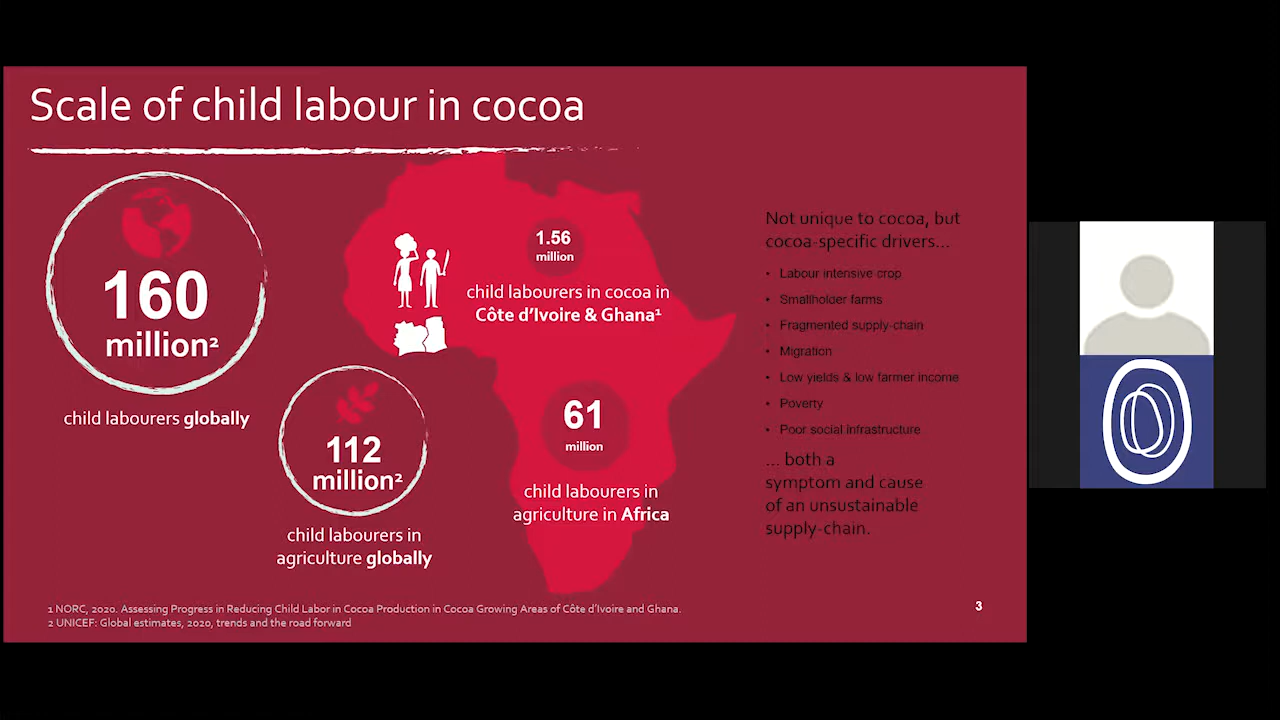 Scale of child labour in cocoa
160
million²
child labourers globally
112
million²
child labourers in
agriculture globally
1.56
million
child labourers in cocoa in
Côte d’Ivoire & Ghana¹
61
million
child labourers in
agriculture in Africa
Not unique to cocoa, but
cocoa-specific drivers...
• Labour intensive crop
• Smallholder farms
• Fragmented supply-chain
• Migration
• Low yields & low farmer income
• Poverty
• Poor social infrastructure
... both a
symptom and cause
of an unsustainable
supply-chain.
1 NORC, 2020. Assessing Progress in Reducing Child Labor in Cocoa Production in Cocoa Growing Areas of Côte d’Ivoire and Ghana.
2 UNICEF: Global estimates, 2020, trends and the road forward
3